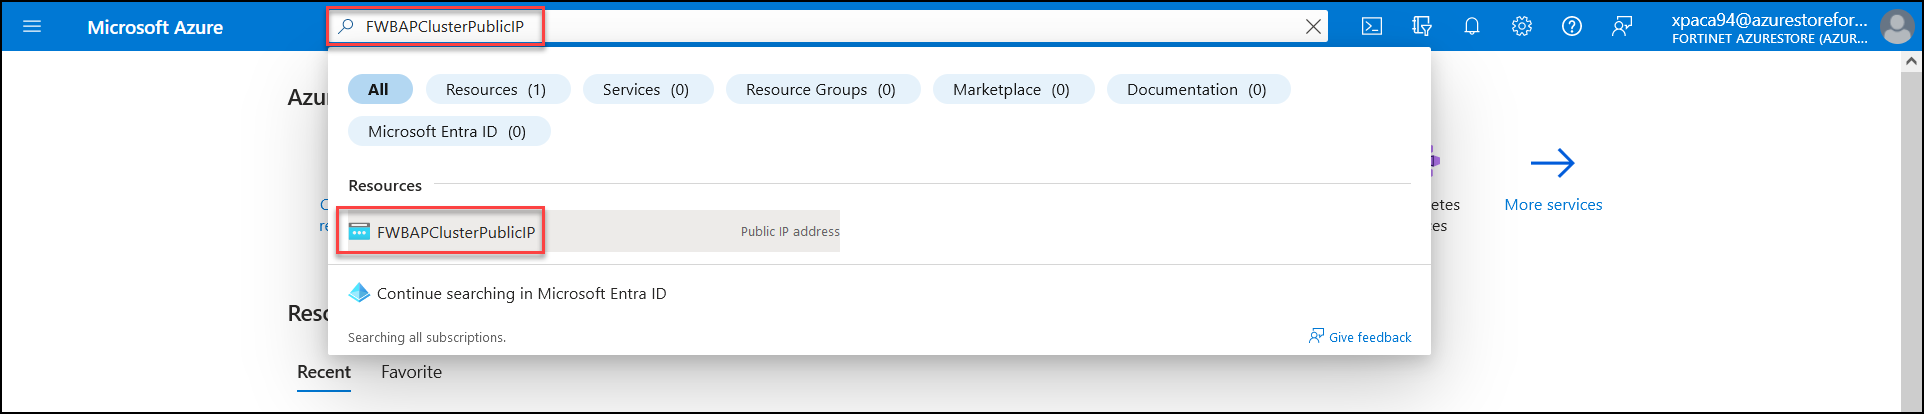 Microsoft Azure
FWBAPClusterPublicIP
xpaca94@azurestorefor...
FORTINET AZURESTORE (AZUR...
All
Resources (1)
Services (0)
Resource Groups (0)
Marketplace (0)
Documentation (0)
Microsoft Entra ID (0)
Azu
Resources
FWBAPClusterPublicIP
Public IP address
C
re
etes
ces
More services
Continue searching in Microsoft Entra ID
Reso
Searching all subscriptions.
Give feedback
Recent
Favorite